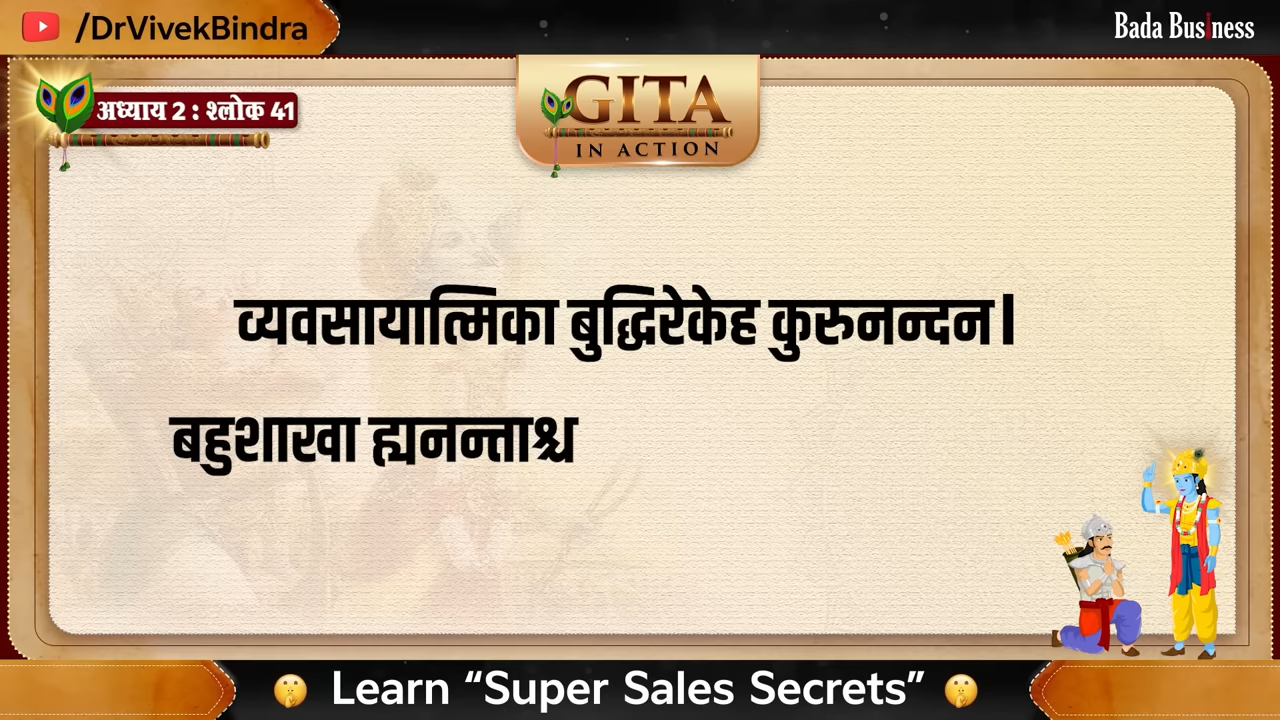 /DrVivekBindra
Bada Business
अध्याय 2 : श्लोक 41
GITA
IN ACTION
व्यवसायात्मिका बुद्धिरेकेह कुरुनन्दन।
बहुशाखा ह्यनन्ताश्च
Learn “Super Sales Secrets”